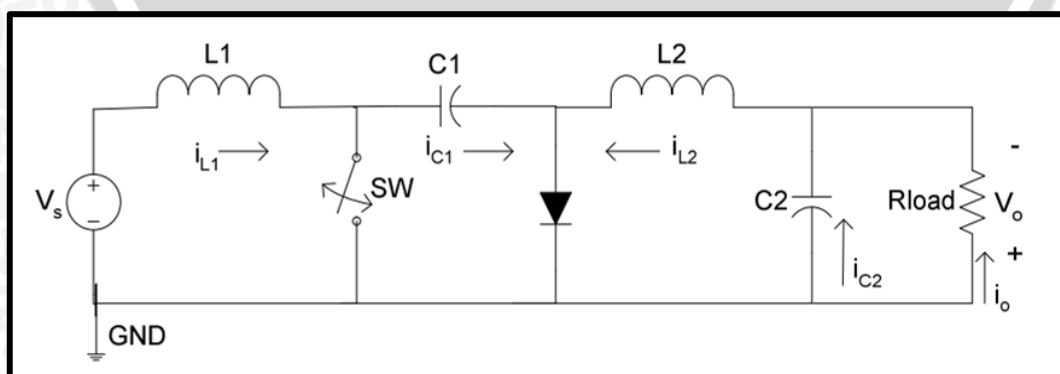 L1
C1
L2
iL1
iC1
iL2
Vs
+
−
SW
C2
Rload
-
Vo
+
iC2
io
GND